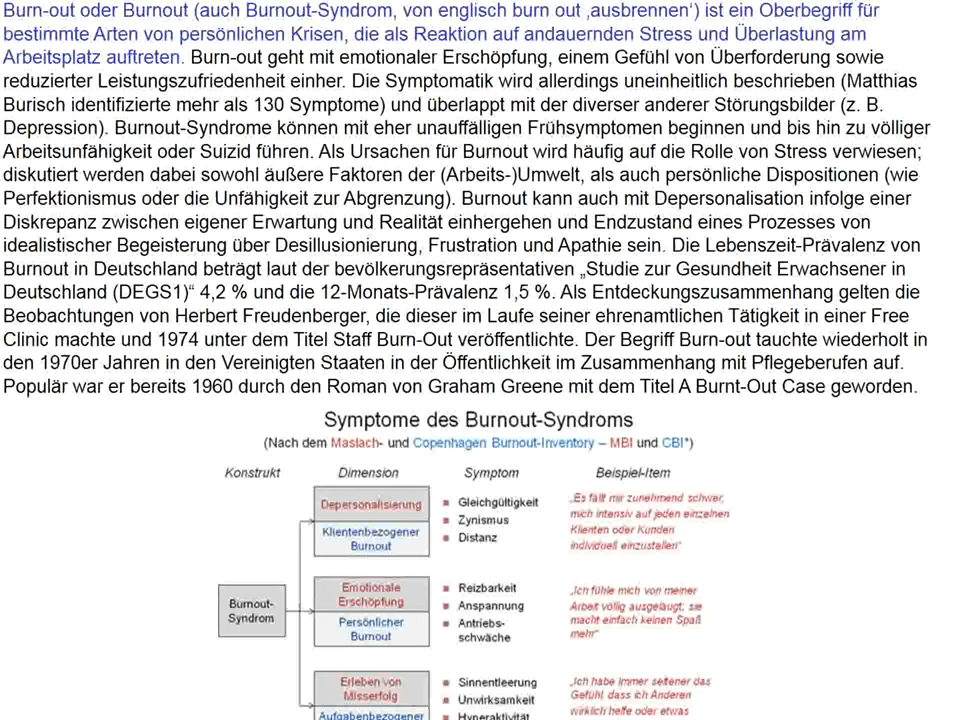 Burn-out oder Burnout (auch Burnout-Syndrom, von englisch burn out ‚ausbrennen‘) ist ein Oberbegriff für
bestimmte Arten von persönlichen Krisen, die als Reaktion auf andauernden Stress und Überlastung am
Arbeitsplatz auftreten. Burn-out geht mit emotionaler Erschöpfung, einem Gefühl von Überforderung sowie
reduzierter Leistungszufriedenheit einher. Die Symptomatik wird allerdings uneinheitlich beschrieben (Matthias
Burisch identifizierte mehr als 130 Symptome) und überlappt mit der diverser anderer Störungsbilder (z. B.
Depression). Burnout-Syndrome können mit eher unauffälligen Frühsymptomen beginnen und bis hin zu völliger
Arbeitsunfähigkeit oder Suizid führen. Als Ursachen für Burnout wird häufig auf die Rolle von Stress verwiesen;
diskutiert werden dabei sowohl äußere Faktoren der (Arbeits-)Umwelt, als auch persönliche Dispositionen (wie
Perfektionismus oder die Unfähigkeit zur Abgrenzung). Burnout kann auch mit Depersonalisation infolge einer
Diskrepanz zwischen eigener Erwartung und Realität einhergehen und Endzustand eines Prozesses von
idealistischer Begeisterung über Desillusionierung, Frustration und Apathie sein. Die Lebenszeit-Prävalenz von
Burnout in Deutschland beträgt laut der bevölkerungsrepräsentativen „Studie zur Gesundheit Erwachsener in
Deutschland (DEGS1)“ 4,2 % und die 12-Monats-Prävalenz 1,5 %. Als Entdeckungszusammenhang gelten die
Beobachtungen von Herbert Freudenberger, die dieser im Laufe seiner ehrenamtlichen Tätigkeit in einer Free
Clinic machte und 1974 unter dem Titel Staff Burn-Out veröffentlichte. Der Begriff Burn-out tauchte wiederholt in
den 1970er Jahren in den Vereinigten Staaten in der Öffentlichkeit im Zusammenhang mit Pflegeberufen auf.
Populär war er bereits 1960 durch den Roman von Graham Greene mit dem Titel A Burnt-Out Case geworden.
Symptome des Burnout-Syndroms
(Nach dem Maslach- und Copenhagen Burnout-Inventory – MBI und CBI*)
Konstrukt Dimension Symptom Beispiel-Item
Burnout-
Syndrom
Depersonalisierung
Klientenbezogener
Burnout
Gleichgültigkeit
Zynismus
Distanz
„Es fällt mir zunehmend schwer,
mich intensiv auf jeden einzelnen
Klienten oder Kunden
individuell einzustellen“
Emotionale
Erschöpfung
Persönlicher
Burnout
Reizbarkeit
Anspannung
Antriebs-
schwäche
„Ich fühle mich von meiner
Arbeit völlig ausgelaugt; sie
macht einfach keinen Spaß
mehr“
Erleben von
Misserfolg
Aufgabenbezogener
Sinnentleerung
Unwirksamkeit
Hyperaktivität
„Ich habe immer seltener das
Gefühl, dass ich Anderen
wirklich helfe oder etwas